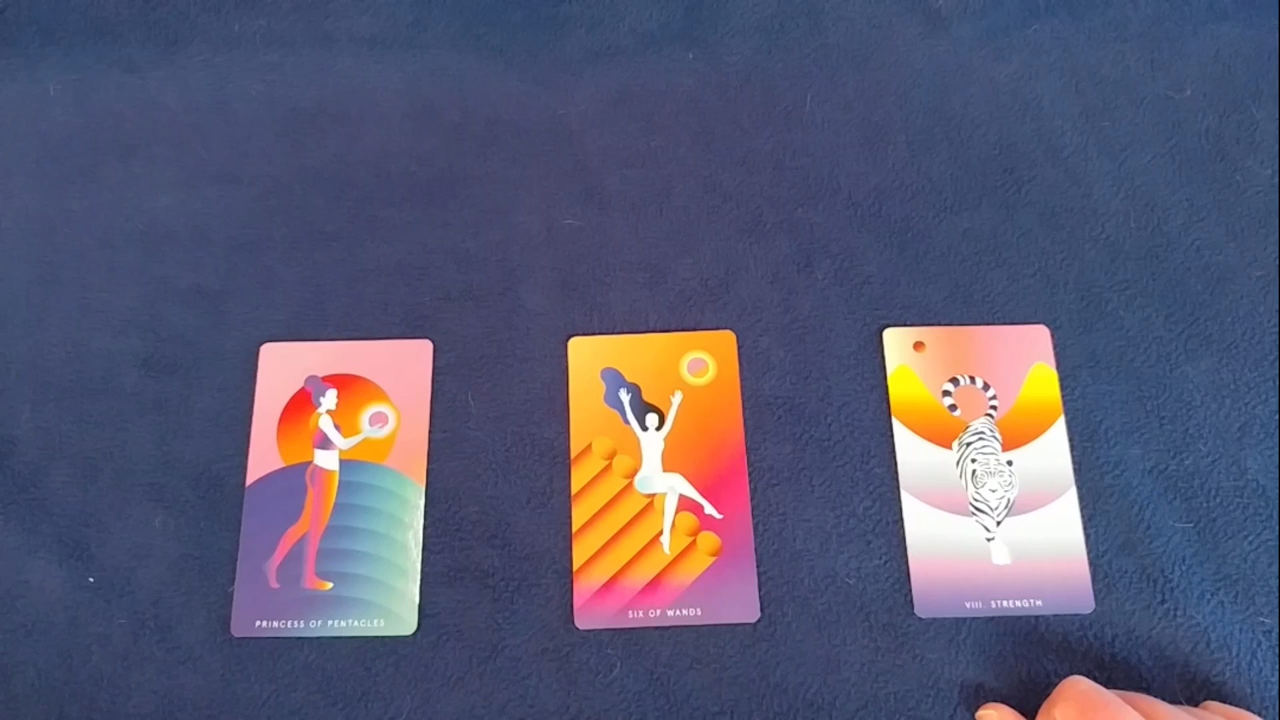 PRINCESS OF PENTACLES
SIX OF WANDS
VIII. STRENGTH